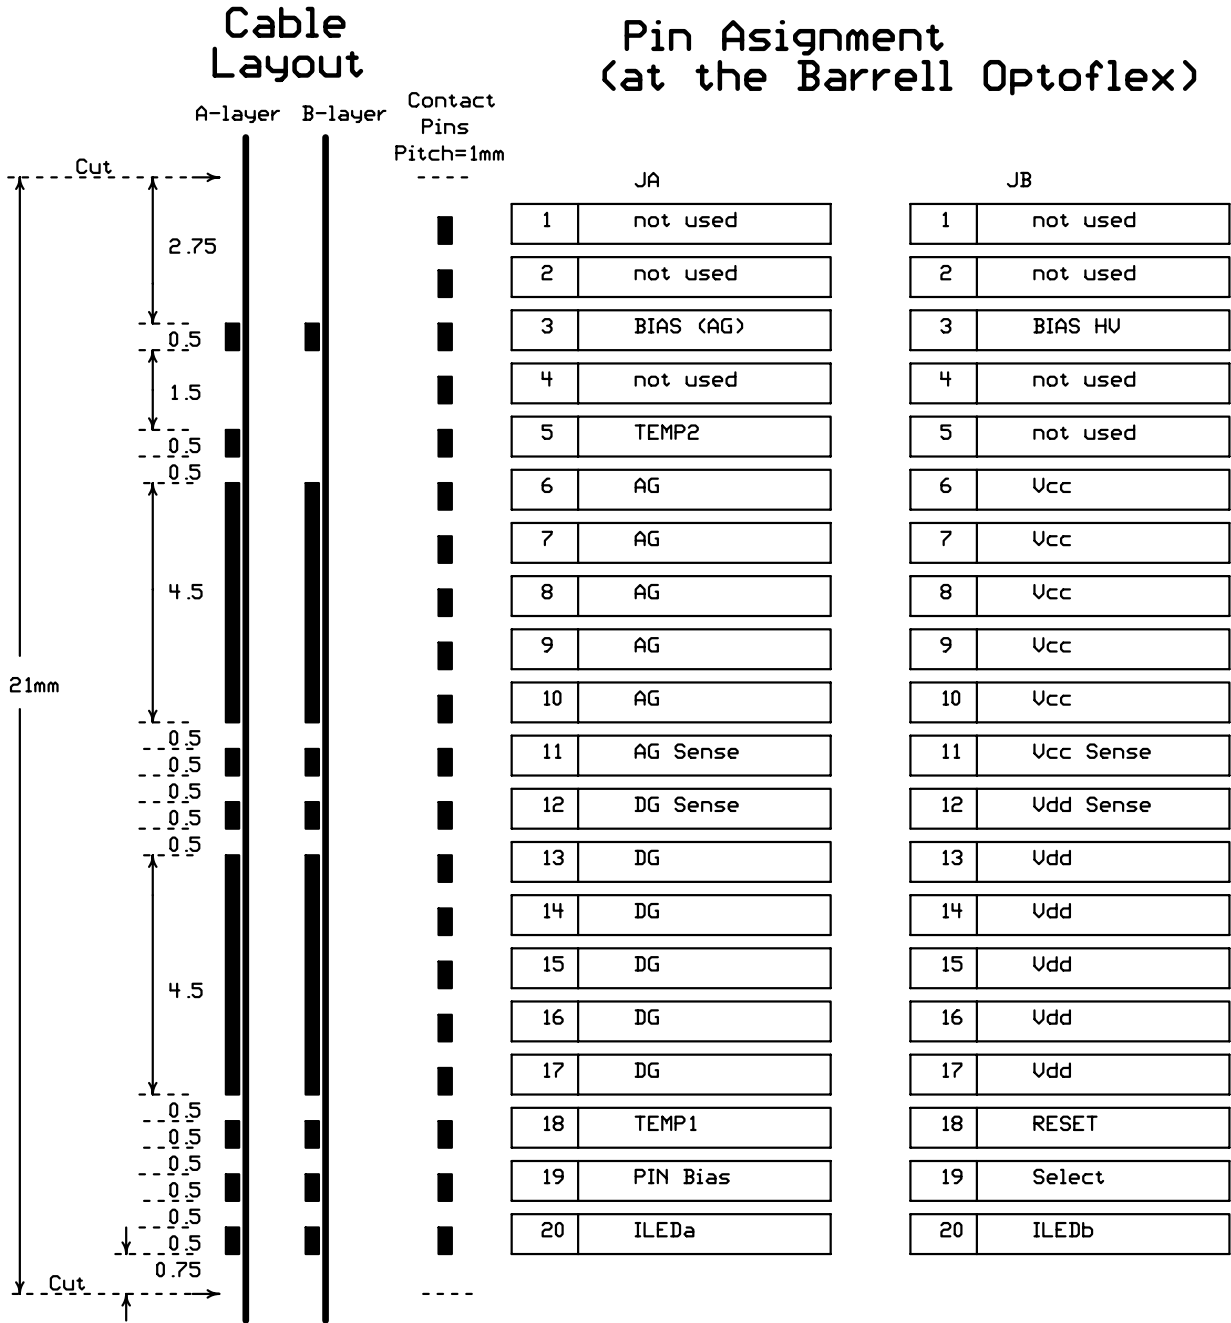 Cable
Layout
Pin Asignment
(at the Barrell Optoflex)
A-layer
B-layer
Contact
Pins
Pitch=1mm
Cut
2.75
0.5
1.5
0.5
0.5
4.5
21mm
0.5
0.5
0.5
0.5
0.5
4.5
0.5
0.5
0.5
0.5
0.5
0.5
0.75
Cut
JA
1 not used
2 not used
3 BIAS (AG)
4 not used
5 TEMP2
6 AG
7 AG
8 AG
9 AG
10 AG
11 AG Sense
12 DG Sense
13 DG
14 DG
15 DG
16 DG
17 DG
18 TEMP1
19 PIN Bias
20 ILEDa
JB
1 not used
2 not used
3 BIAS HV
4 not used
5 not used
6 Vcc
7 Vcc
8 Vcc
9 Vcc
10 Vcc
11 Vcc Sense
12 Vdd Sense
13 Vdd
14 Vdd
15 Vdd
16 Vdd
17 Vdd
18 RESET
19 Select
20 ILEDb